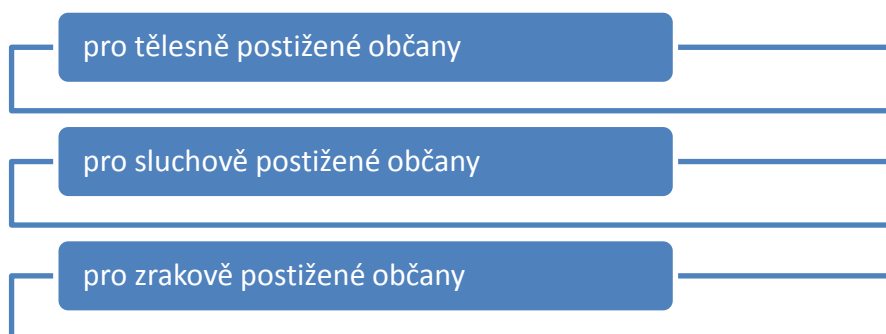 pro tělesně postižené občany
pro sluchově postižené občany
pro zrakově postižené občany